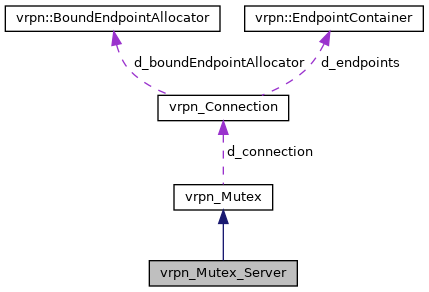 vrpn::BoundEndpointAllocator
vrpn::EndpointContainer
d_boundEndpointAllocator
d_endpoints
vrpn_Connection
d_connection
vrpn_Mutex
vrpn_Mutex_Server